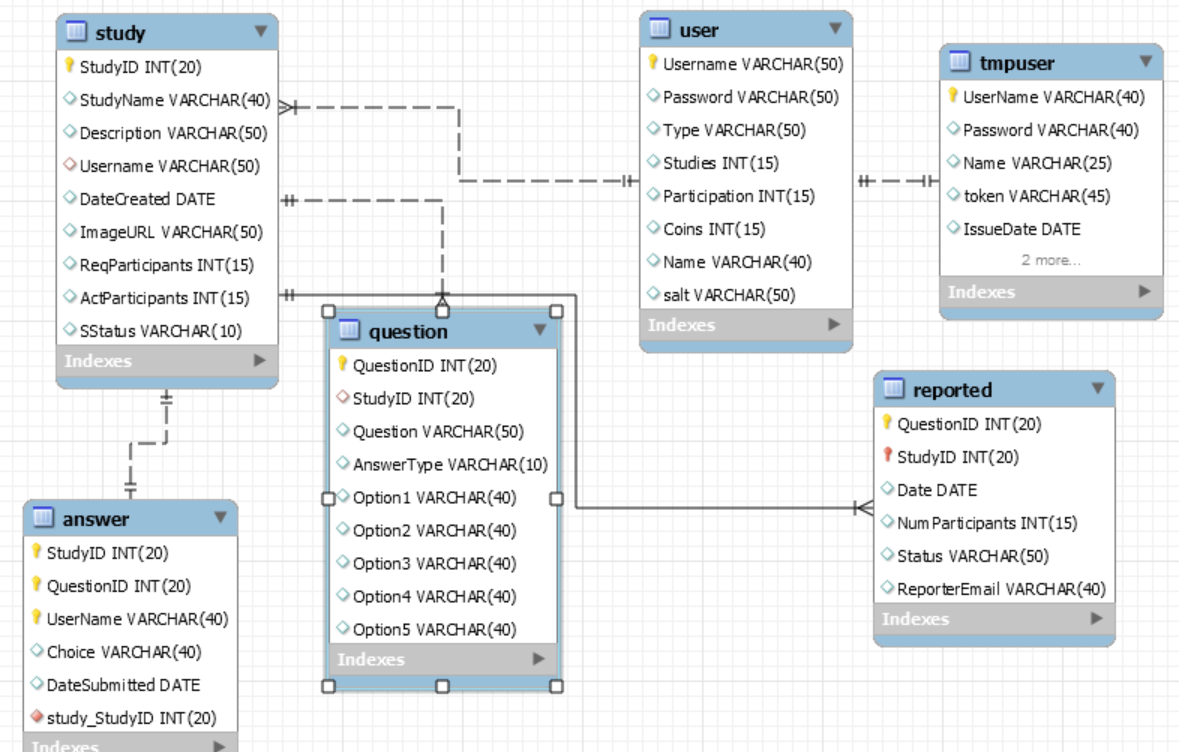 study
StudyID INT(20)
StudyName VARCHAR(40)
Description VARCHAR(50)
Username VARCHAR(50)
DateCreated DATE
ImageURL VARCHAR(50)
ReqParticipants INT(15)
ActParticipants INT(15)
SStatus VARCHAR(10)
Indexes
user
Username VARCHAR(50)
Password VARCHAR(50)
Type VARCHAR(50)
Studies INT(15)
Participation INT(15)
Coins INT(15)
Name VARCHAR(40)
salt VARCHAR(50)
Indexes
tmpuser
UserName VARCHAR(40)
Password VARCHAR(40)
Name VARCHAR(25)
token VARCHAR(45)
IssueDate DATE
2 more...
Indexes
question
QuestionID INT(20)
StudyID INT(20)
Question VARCHAR(50)
AnswerType VARCHAR(10)
Option1 VARCHAR(40)
Option2 VARCHAR(40)
Option3 VARCHAR(40)
Option4 VARCHAR(40)
Option5 VARCHAR(40)
Indexes
reported
QuestionID INT(20)
StudyID INT(20)
Date DATE
NumParticipants INT(15)
Status VARCHAR(50)
ReporterEmail VARCHAR(40)
Indexes
answer
StudyID INT(20)
QuestionID INT(20)
UserName VARCHAR(40)
Choice VARCHAR(40)
DateSubmitted DATE
study_StudyID INT(20)
Indexes